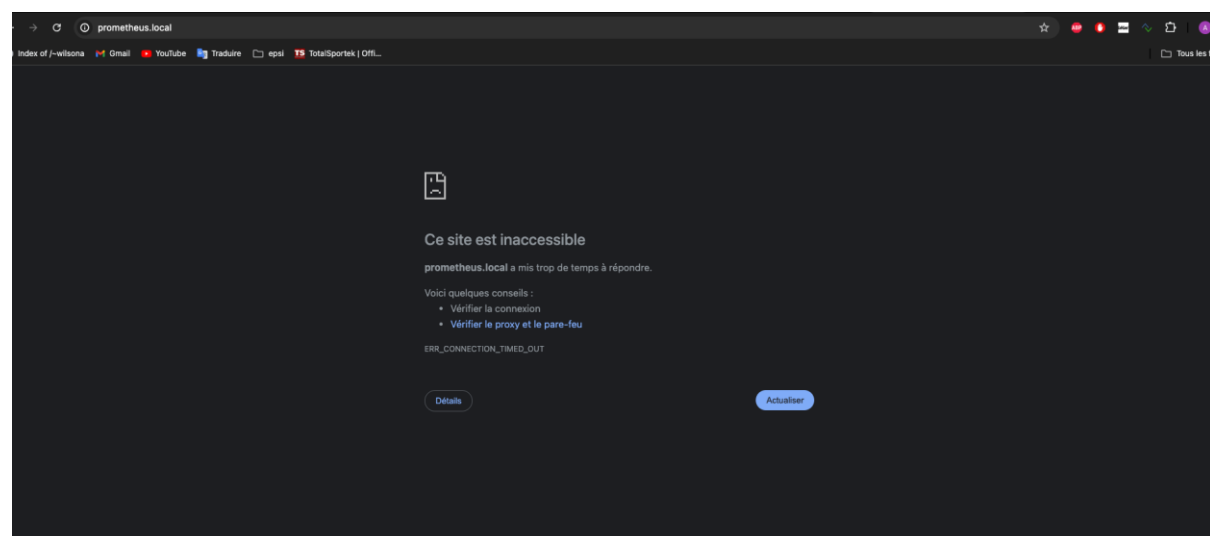 prometheus.local
Index of /~wilsona Gmail YouTube Traduire epsi TS TotalSportek | Offi...
Tous les
Ce site est inaccessible
prometheus.local a mis trop de temps à répondre.
Voici quelques conseils :
• Vérifier la connexion
• Vérifier le proxy et le pare-feu
ERR_CONNECTION_TIMED_OUT
Détails Actualiser